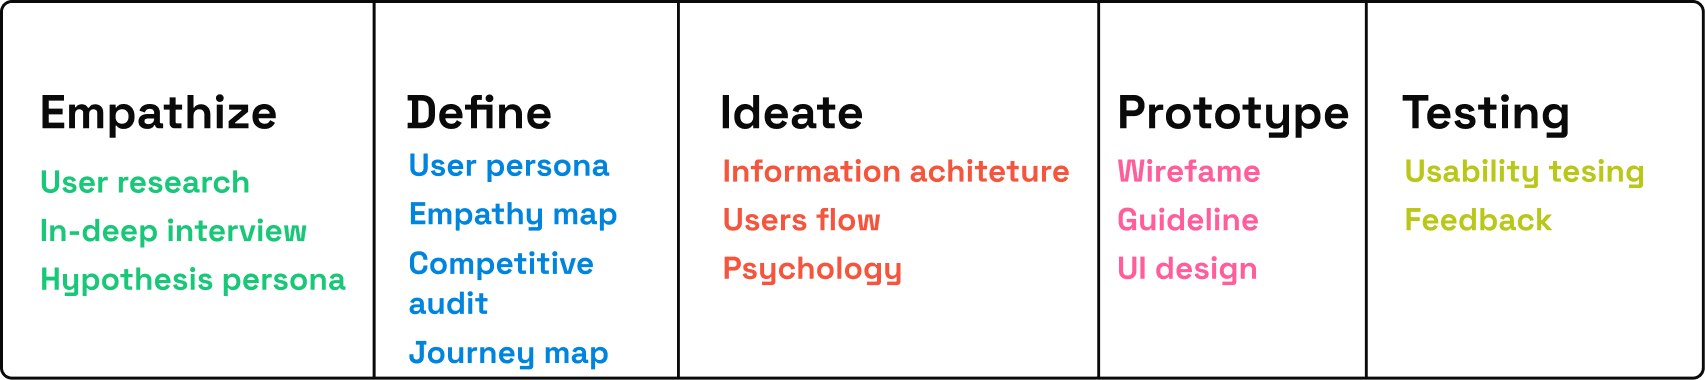 Empathize
User research
In-deep interview
Hypothesis persona
Define
User persona
Empathy map
Competitive
audit
Journey map
Ideate
Information achiteture
Users flow
Psychology
Prototype
Wirefame
Guideline
UI design
Testing
Usability tesing
Feedback